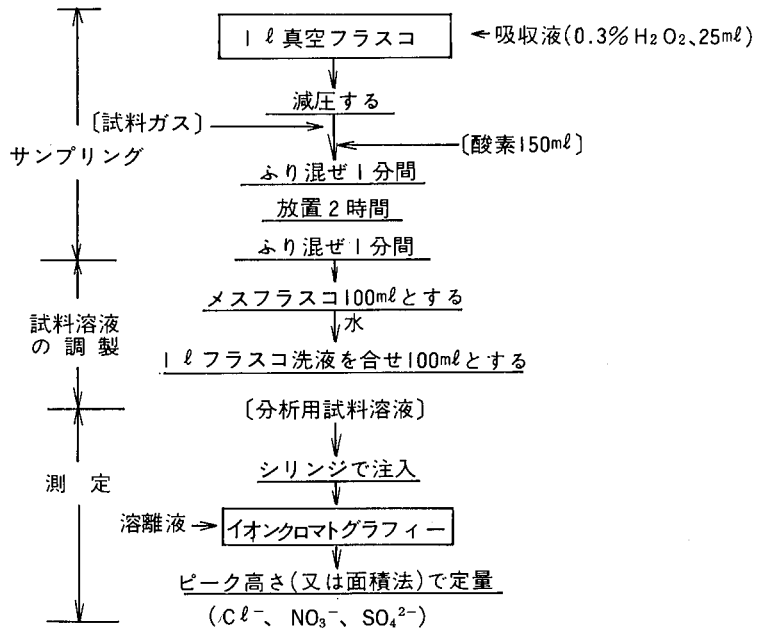 1ℓ真空フラスコ
←吸収液(0.3%H₂O₂、25mℓ)
減圧する
〔試料ガス〕
〔酸素150mℓ〕
サンプリング
ふり混ぜ1分間
放置2時間
ふり混ぜ1分間
メスフラスコ100mℓとする
水
試料溶液
の調製
1ℓフラスコ洗液を合せ100mℓとする
〔分析用試料溶液〕
シリンジで注入
測定
溶離液→
イオンクロマトグラフィー
ピーク高さ(又は面積法)で定量
(Cℓ⁻、NO₃⁻、SO₄²⁻)